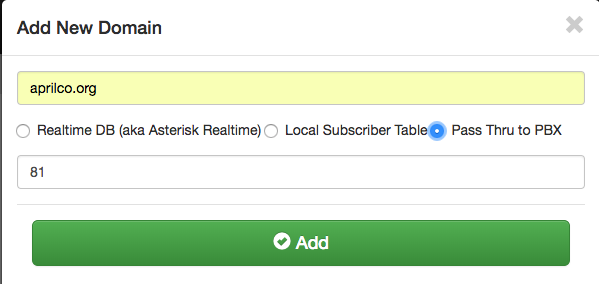 Add New Domain
aprilco.org
Realtime DB (aka Asterisk Realtime) Local Subscriber Table Pass Thru to PBX
81
Add